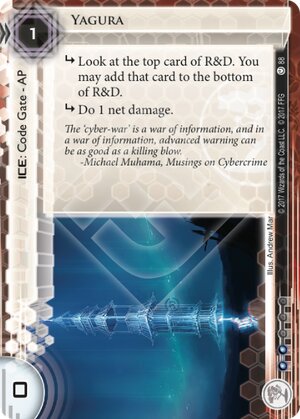 YAGURA
1
ICE: Code Gate - AP
↳ Look at the top card of R&D. You
may add that card to the bottom
of R&D.
↳ Do 1 net damage.
The 'cyber-war' is a war of information, and in
a war of information, advanced warning can
be as good as a killing blow.
-Michael Muhama, Musings on Cybercrime
© 2017 Wizards of the Coast LLC. © 2017 FFG
88
Illus. Andrew Mar
0